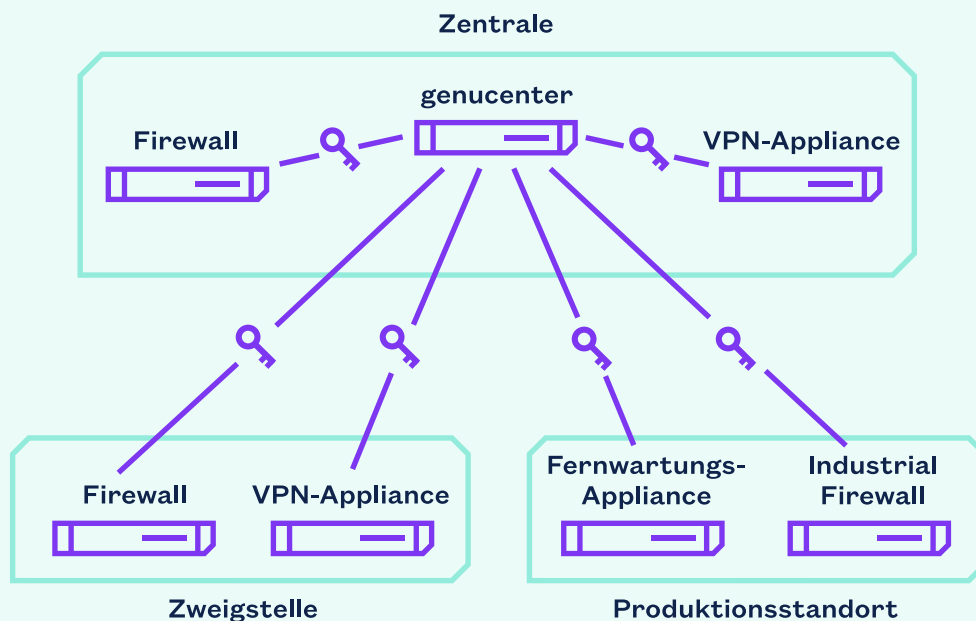 Zentrale
genucenter
Firewall
VPN-Appliance
Firewall
VPN-Appliance
Fernwartungs-
Appliance
Industrial
Firewall
Zweigstelle
Produktionsstandort